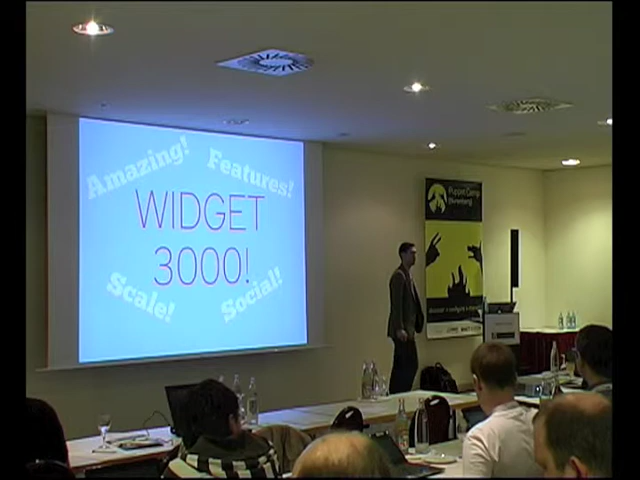 Amazing!
Features!
WIDGET
3000!
Scale!
Social!
Puppet Camp